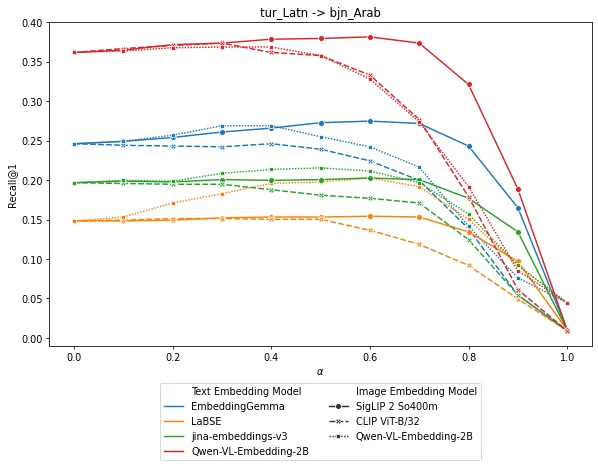 tur_Latn -> bjn_Arab
0.40
0.35
0.30
0.25
0.20
0.15
0.10
0.05
0.00
Recall@1
0.0 0.2 0.4 0.6 0.8 1.0
α
Text Embedding Model
EmbeddingGemma
LaBSE
jina-embeddings-v3
Qwen-VL-Embedding-2B
Image Embedding Model
SigLIP 2 So400m
CLIP ViT-B/32
Qwen-VL-Embedding-2B